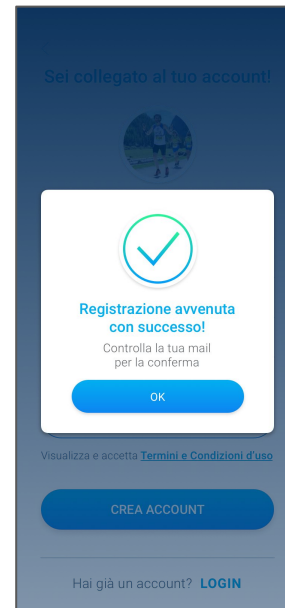 Sei collegato al tuo account!
Registrazione avvenuta
con successo!
Controlla la tua mail
per la conferma
OK
Visualizza e accetta Termini e Condizioni d'uso
CREA ACCOUNT
Hai già un account? LOGIN